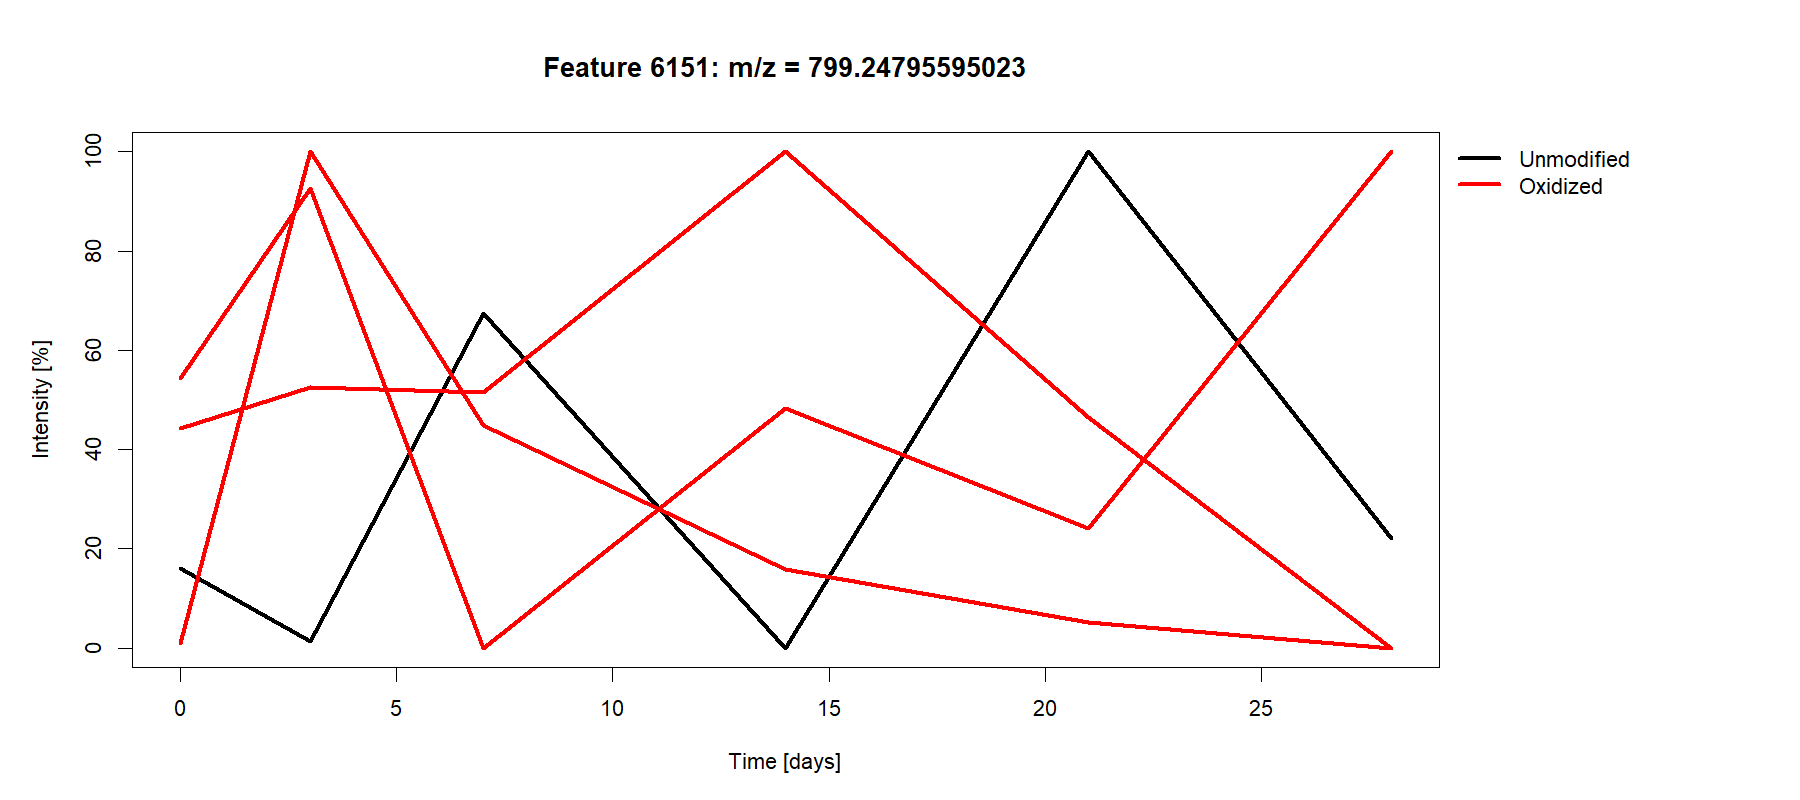 Feature 6151: m/z = 799.24795595023
Unmodified
Oxidized
Intensity [%]
100
80
60
40
20
0
0 5 10 15 20 25
Time [days]